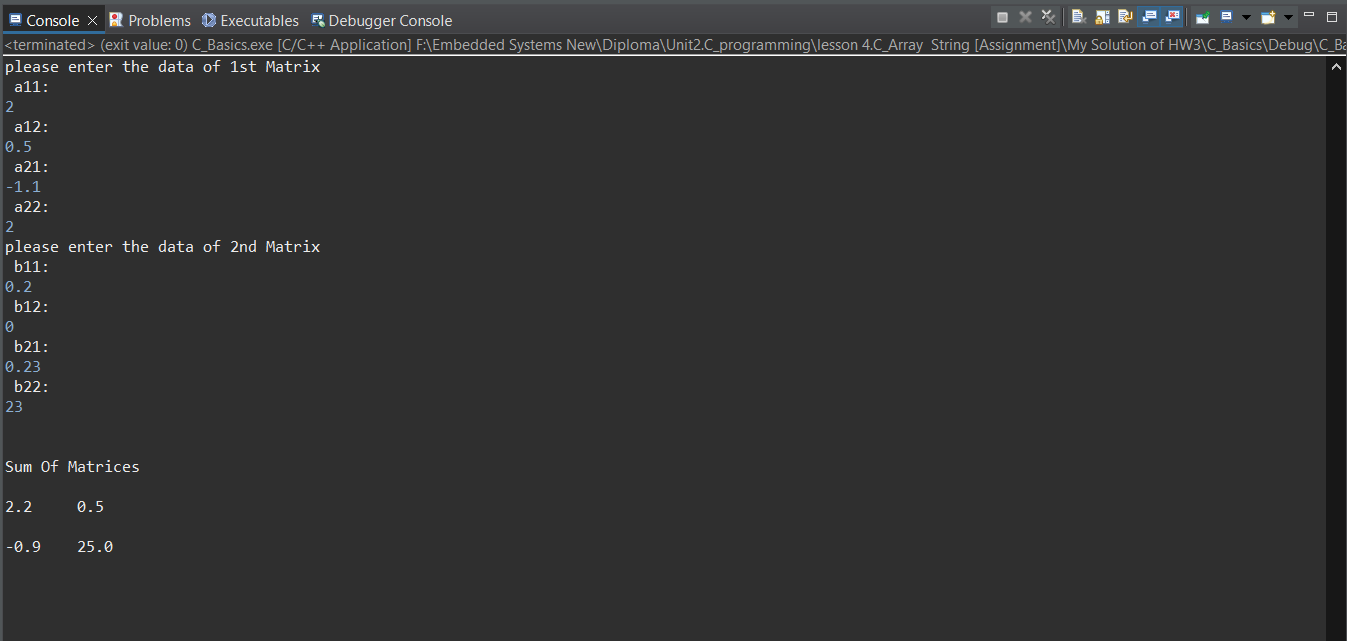 Console Problems Executables Debugger Console
<terminated> (exit value: 0) C_Basics.exe [C/C++ Application] F:\Embedded Systems New\Diploma\Unit2.C_programming\lesson 4.C_Array String [Assignment]\My Solution of HW3\C_Basics\Debug\C_Ba
please enter the data of 1st Matrix
a11:
2
a12:
0.5
a21:
-1.1
a22:
2
please enter the data of 2nd Matrix
b11:
0.2
b12:
0
b21:
0.23
b22:
23
Sum Of Matrices
2.2 0.5
-0.9 25.0